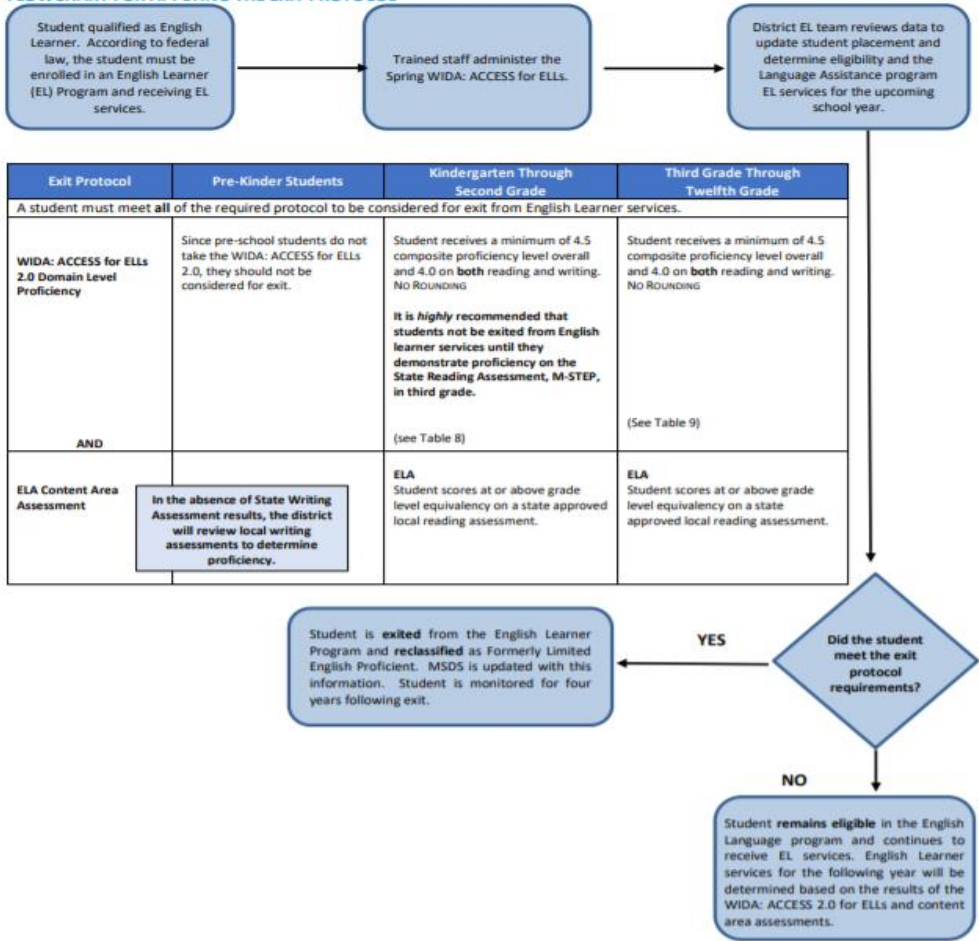 Student qualified as English
Learner. According to federal
law, the student must be
enrolled in an English Learner
(EL) Program and receiving EL
services.
Trained staff administer the
Spring WIDA: ACCESS for ELLs.
District EL team reviews data to
update student placement and
determine eligibility and the
Language Assistance program
EL services for the upcoming
school year.
Exit Protocol
Pre-Kinder Students
Kindergarten Through
Second Grade
Third Grade Through
Twelfth Grade
A student must meet all of the required protocol to be considered for exit from English Learner services.
WIDA: ACCESS for ELLs
2.0 Domain Level
Proficiency
AND
Since pre-school students do not
take the WIDA: ACCESS for ELLs
2.0, they should not be
considered for exit.
Student receives a minimum of 4.5
composite proficiency level overall
and 4.0 on both reading and writing.
NO ROUNDING
It is highly recommended that
students not be exited from English
learner services until they
demonstrate proficiency on the
State Reading Assessment, M-STEP,
in third grade.
(see Table 8)
Student receives a minimum of 4.5
composite proficiency level overall
and 4.0 on both reading and writing.
NO ROUNDING
(See Table 9)
ELA Content Area
Assessment
In the absence of State Writing
Assessment results, the district
will review local writing
assessments to determine
proficiency.
ELA
Student scores at or above grade
level equivalency on a state approved
local reading assessment.
ELA
Student scores at or above grade
level equivalency on a state
approved local reading assessment.
Did the student
meet the exit
protocol
requirements?
YES
Student is exited from the English Learner
Program and reclassified as Formerly Limited
English Proficient. MSDS is updated with this
information. Student is monitored for four
years following exit.
NO
Student remains eligible in the English
Language program and continues to
receive EL services. English Learner
services for the following year will be
determined based on the results of the
WIDA: ACCESS 2.0 for ELLs and content
area assessments.